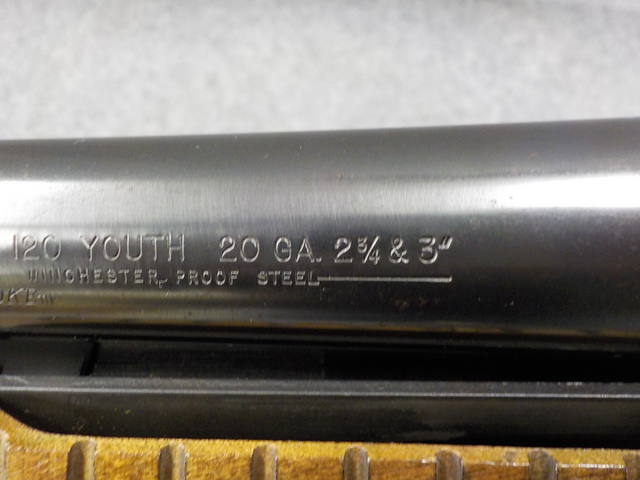 120 YOUTH 20 GA. 2¾ & 3"
WINCHESTER PROOF STEEL